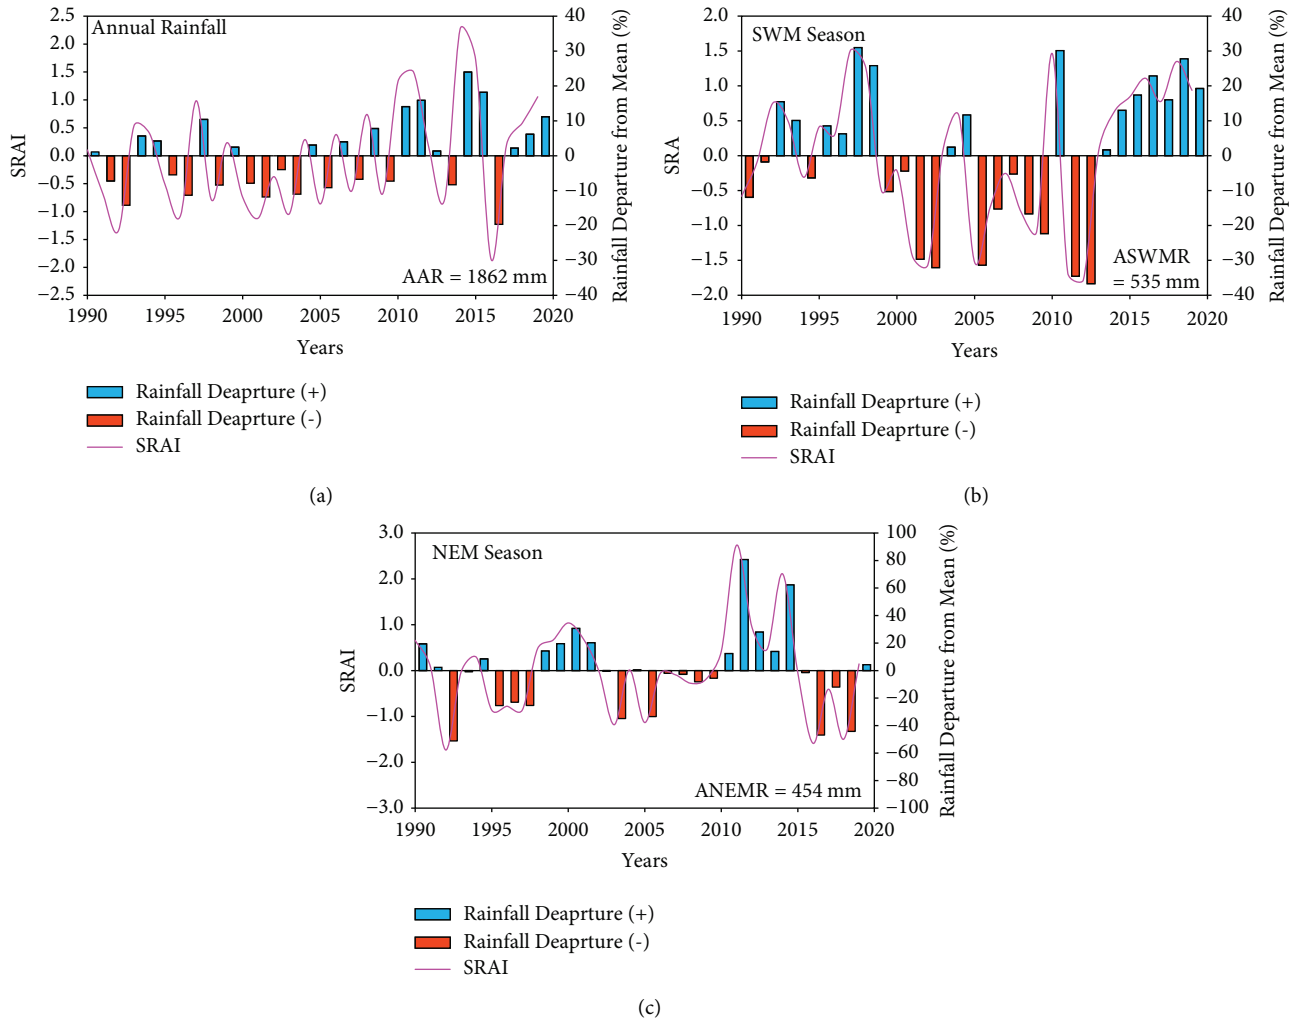 Annual Rainfall
2.5
2.0
1.5
1.0
0.5
0.0
−0.5
−1.0
−1.5
−2.0
−2.5
SRAI
40
30
20
10
0
−10
−20
−30
−40
Rainfall Departure from Mean (%)
AAR = 1862 mm
1990 1995 2000 2005 2010 2015 2020
Years
Rainfall Deaprture (+)
Rainfall Deaprture (-)
SRAI
(a)
SWM Season
2.0
1.5
1.0
0.5
0.0
−0.5
−1.0
−1.5
−2.0
SRA
40
30
20
10
0
−10
−20
−30
−40
Rainfall Departure from Mean (%)
ASWMR
= 535 mm
1990 1995 2000 2005 2010 2015 2020
Years
Rainfall Deaprture (+)
Rainfall Deaprture (-)
SRAI
(b)
NEM Season
3.0
2.0
1.0
0.0
−1.0
−2.0
−3.0
SRAI
100
80
60
40
20
0
−20
−40
−60
−80
−100
Rainfall Departure from Mean (%)
ANEMR = 454 mm
1990 1995 2000 2005 2010 2015 2020
Years
Rainfall Deaprture (+)
Rainfall Deaprture (-)
SRAI
(c)